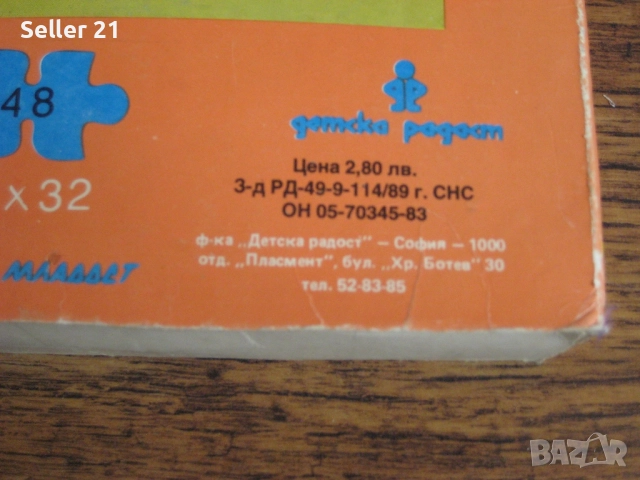 Seller 21
48
детска радост
х 32
Цена 2,80 лв.
З-д РД-49-9-114/89 г. СНС
ОН 05-70345-83
ф-ка „Детска радост" — София — 1000
отд. „Пласмент", бул. „Хр. Ботев" 30
тел. 52-83-85
BAZAR